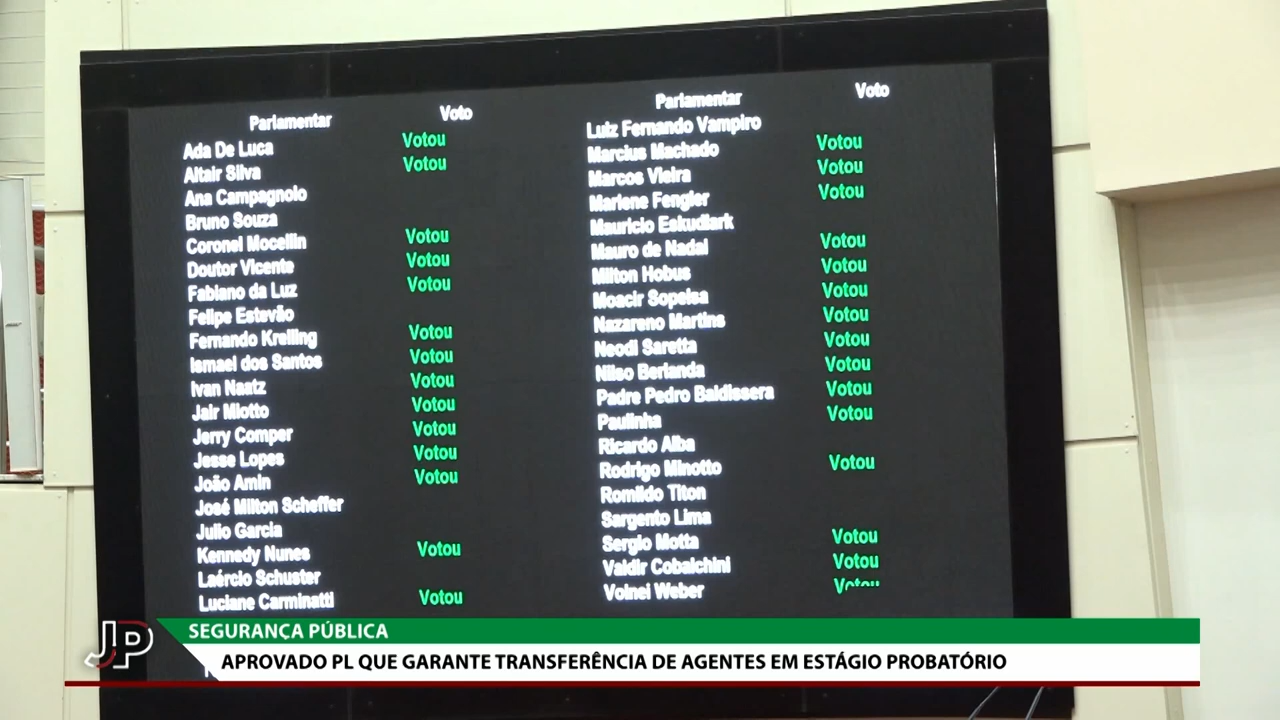 Parlamentar Voto
Ada De Luca Votou
Altair Silva Votou
Ana Campagnolo
Bruno Souza
Coronel Mocellin Votou
Doutor Vicente Votou
Fabiano da Luz Votou
Felipe Estevão
Fernando Krelling Votou
Ismael dos Santos Votou
Ivan Naatz Votou
Jair Miotto Votou
Jerry Comper Votou
Jesse Lopes Votou
João Amin Votou
José Milton Scheffer
Julio Garcia
Kennedy Nunes Votou
Laércio Schuster
Luciane Carminatti Votou
Parlamentar Voto
Luiz Fernando Vampiro
Marcius Machado Votou
Marcos Vieira Votou
Marlene Fengler Votou
Mauricio Eskudlark
Mauro de Nadal Votou
Milton Hobus Votou
Moacir Sopelsa Votou
Nazareno Martins Votou
Neodi Saretta Votou
Nilso Berlanda Votou
Padre Pedro Baldissera Votou
Paulinha Votou
Ricardo Alba
Rodrigo Minotto Votou
Romildo Titon
Sargento Lima
Sergio Motta Votou
Valdir Cobalchini Votou
Volnei Weber Votou
JP
SEGURANÇA PÚBLICA
APROVADO PL QUE GARANTE TRANSFERÊNCIA DE AGENTES EM ESTÁGIO PROBATÓRIO